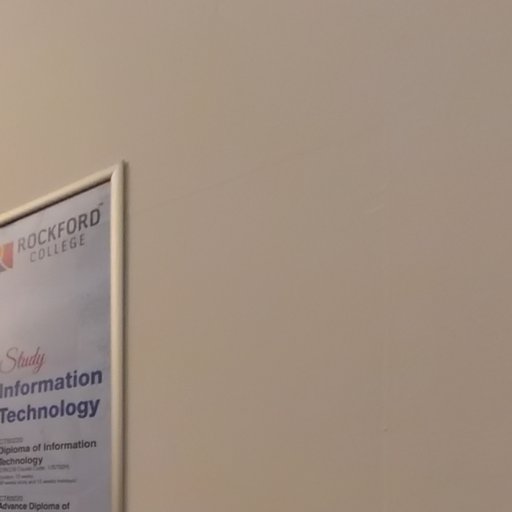 ROCKFORD
COLLEGE
Study
Information
Technology
Diploma of Information
Technology
Advance Diploma of